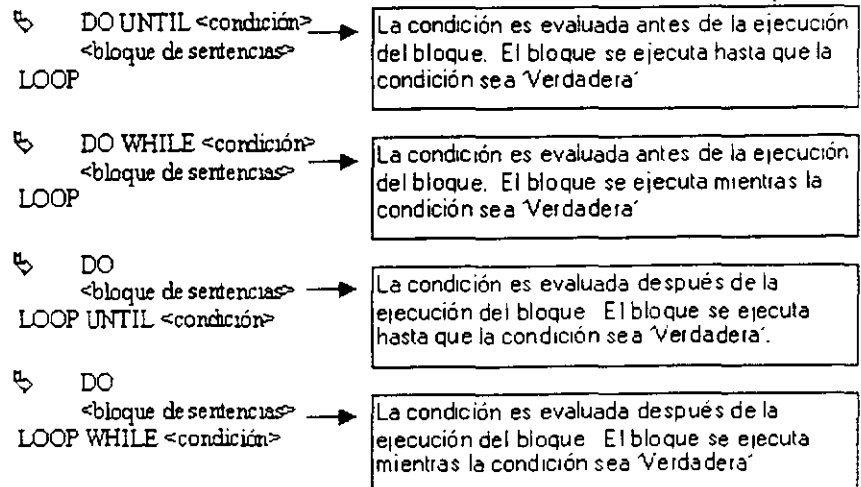 DO UNTIL <condición>
<bloque de sentencias>
LOOP
La condición es evaluada antes de la ejecución
del bloque. El bloque se ejecuta hasta que la
condición sea 'Verdadera'
DO WHILE <condición>
<bloque de sentencias>
LOOP
La condición es evaluada antes de la ejecución
del bloque. El bloque se ejecuta mientras la
condición sea 'Verdadera'
DO
<bloque de sentencias>
LOOP UNTIL <condición>
La condición es evaluada después de la
ejecución del bloque El bloque se ejecuta
hasta que la condición sea 'Verdadera'.
DO
<bloque de sentencias>
LOOP WHILE <condición>
La condición es evaluada después de la
ejecución del bloque El bloque se ejecuta
mientras la condición sea 'Verdadera'